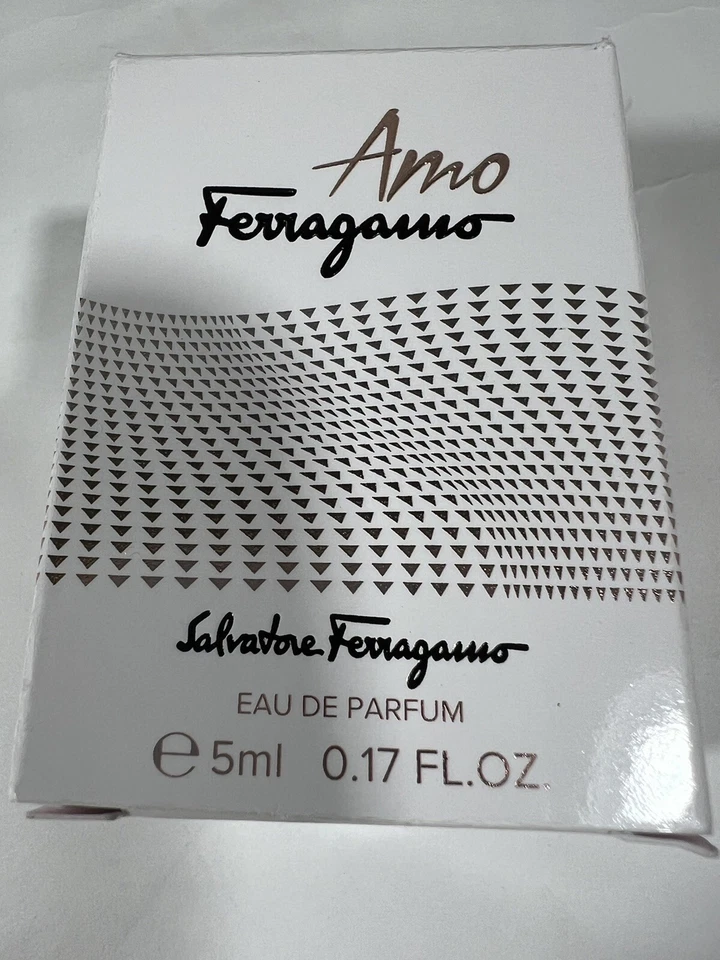 Amo
Ferragamo
Salvatore Ferragamo
EAU DE PARFUM
℮ 5ml 0.17 FL.OZ.